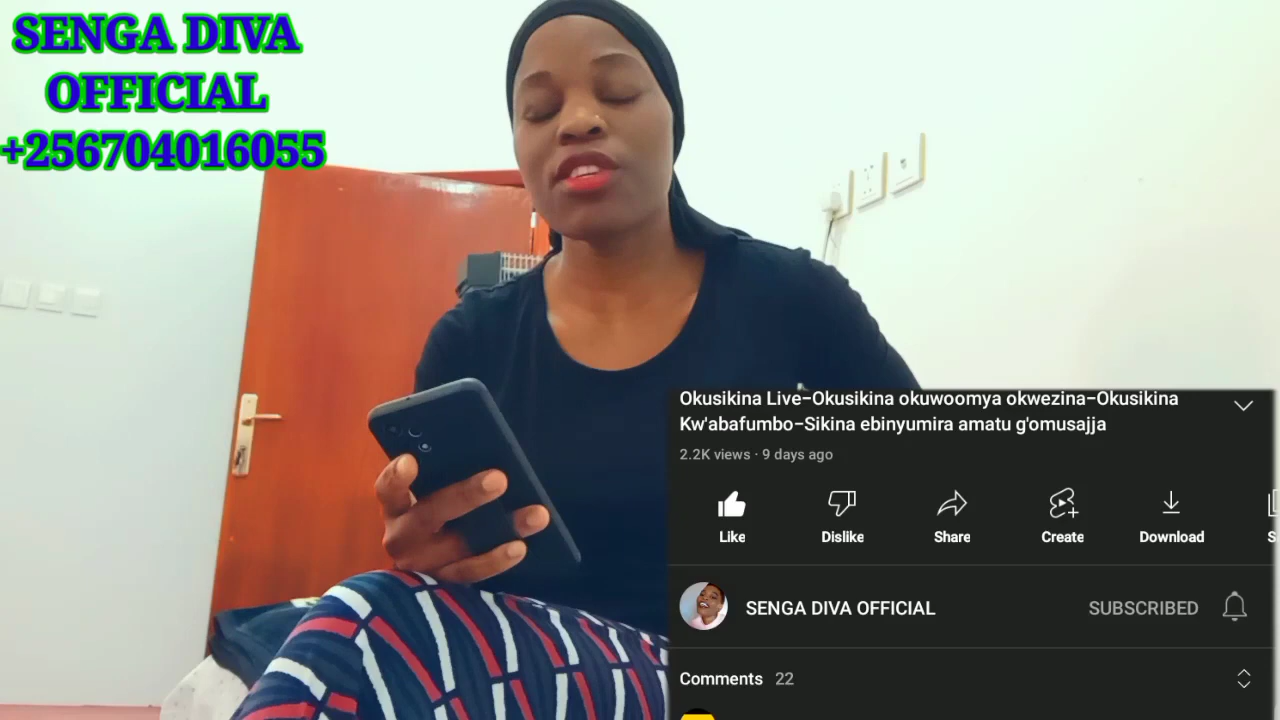 SENGA DIVA
OFFICIAL
+256704016055
Okusikina Live-Okusikina okuwoomya okwezina-Okusikina
Kw'abafumbo-Sikina ebinyumira amatu g'omusajja
2.2K views · 9 days ago
Like
Dislike
Share
Create
Download
SENGA DIVA OFFICIAL
SUBSCRIBED
Comments 22